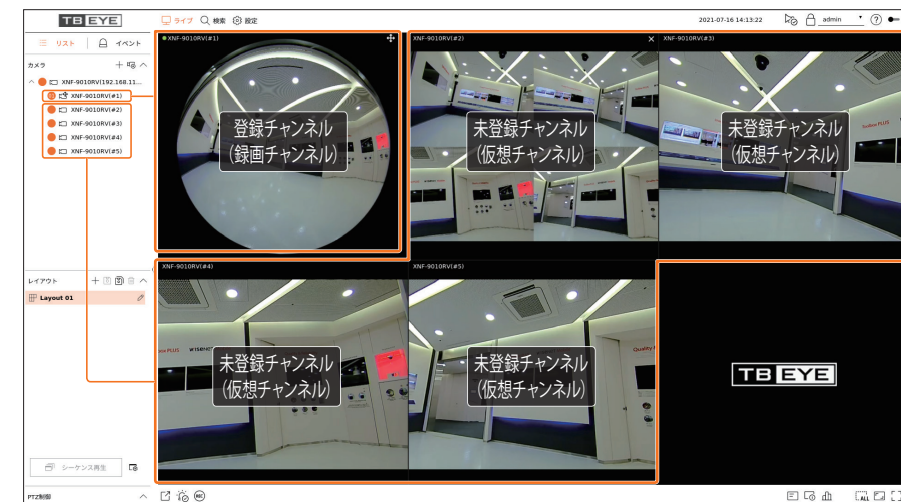 TB EYE
ライブ 検索 設定
2021-07-16 14:13:22
admin
リスト
イベント
カメラ
XNF-9010RV(192.168.11...
XNF-9010RV(#1)
XNF-9010RV(#2)
XNF-9010RV(#3)
XNF-9010RV(#4)
XNF-9010RV(#5)
レイアウト
Layout 01
シーケンス再生
PTZ制御
XNF-9010RV(#1)
登録チャンネル
(録画チャンネル)
XNF-9010RV(#2)
未登録チャンネル
(仮想チャンネル)
XNF-9010RV(#3)
未登録チャンネル
(仮想チャンネル)
XNF-9010RV(#4)
未登録チャンネル
(仮想チャンネル)
XNF-9010RV(#5)
未登録チャンネル
(仮想チャンネル)
TB EYE
REC
ALL